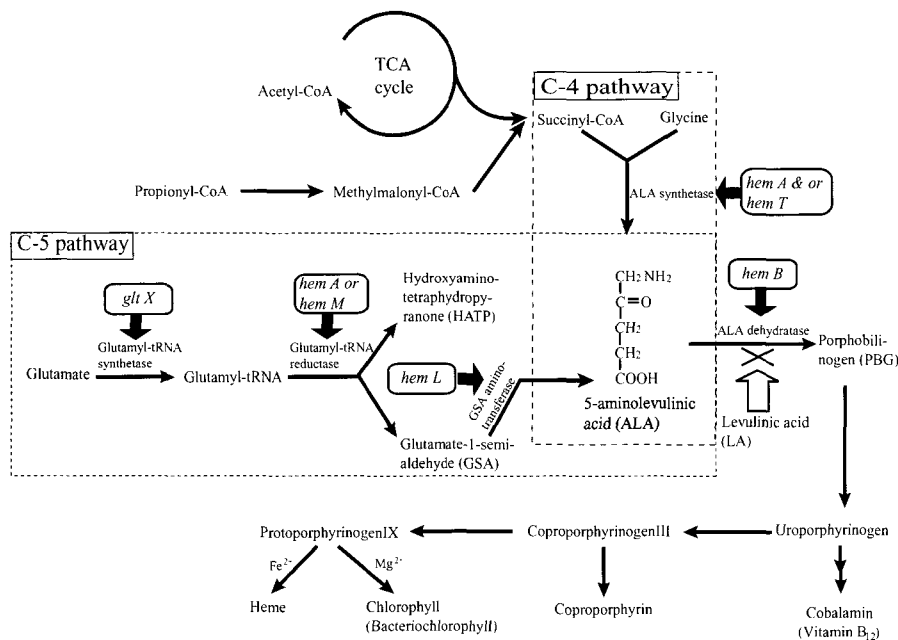 TCA
cycle
Acetyl-CoA
C-4 pathway
Succinyl-CoA
Glycine
Propionyl-CoA
Methylmalonyl-CoA
ALA synthetase
hem A & or
hem T
C-5 pathway
glt X
hem A or
hem M
Hydroxyamino-
tetraphydropy-
ranone (HATP)
CH2 NH2
C=O
CH2
CH2
COOH
hem B
Glutamyl-tRNA
synthetase
Glutamyl-tRNA
reductase
ALA dehydratase
Glutamate
Glutamyl-tRNA
hem L
GSA amino-
transferase
Porphobili-
nogen (PBG)
5-aminolevulinic
acid (ALA)
Levulinic acid
(LA)
Glutamate-1-semi-
aldehyde (GSA)
ProtoporphyrinogenIX
CoproporphyrinogenIII
Uroporphyrinogen
Fe2-
Mg2-
Heme
Chlorophyll
(Bacteriochlorophyll)
Coproporphyrin
Cobalamin
(Vitamin B12)